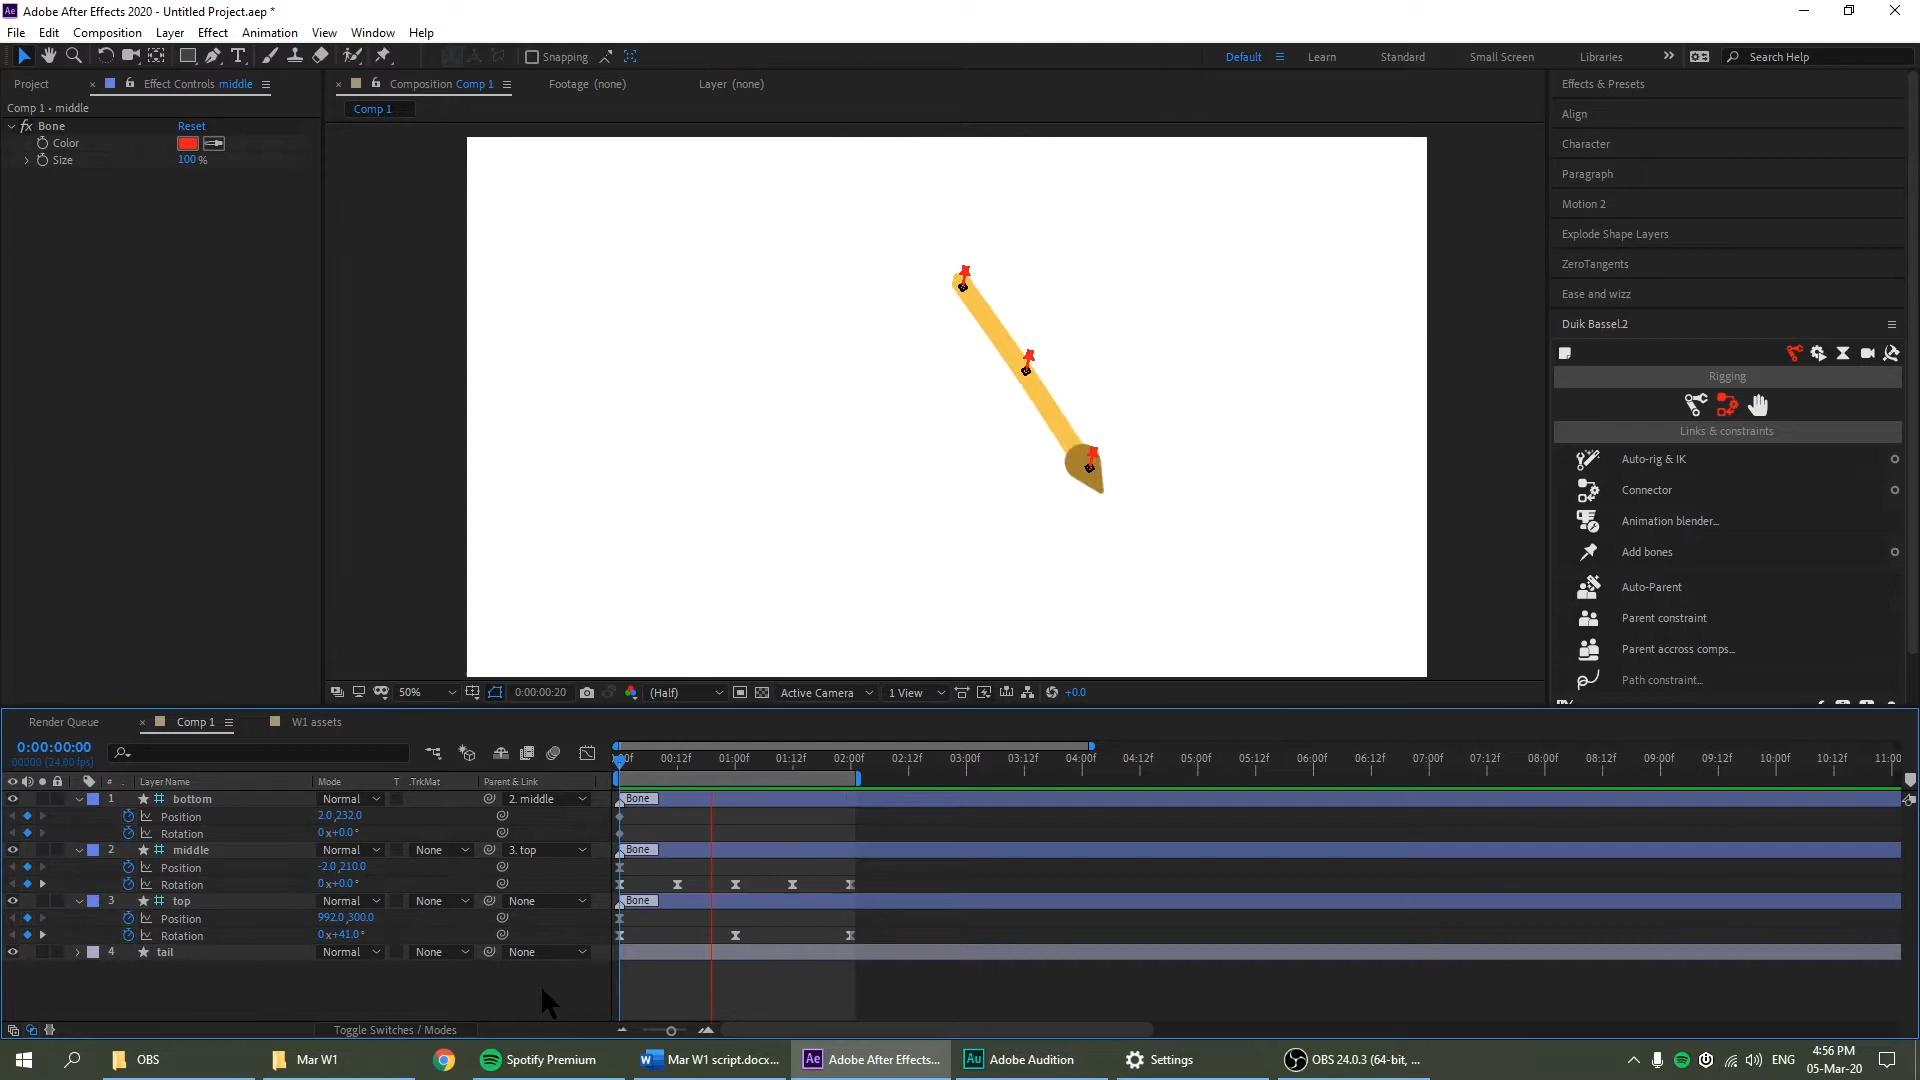 Adobe After Effects 2020 - Untitled Project.aep *
File Edit Composition Layer Effect Animation View Window Help
Snapping
Default Learn Standard Small Screen Libraries Search Help
Project Effect Controls middle
Composition Comp 1 Footage (none) Layer (none)
Comp 1 • middle
Comp 1
fx Bone Reset
Color
Size 100 %
Effects & Presets
Align
Character
Paragraph
Motion 2
Explode Shape Layers
ZeroTangents
Ease and wizz
Duik Bassel.2
Rigging
Links & constraints
Auto-rig & IK
Connector
Animation blender...
Add bones
Auto-Parent
Parent constraint
Parent accross comps...
Path constraint...
50% 0:00:00:20 (Half) Active Camera 1 View +0.0
Render Queue Comp 1 W1 assets
0:00:00:00
00000 (24.00 fps)
00f 00:12f 01:00f 01:12f 02:00f 02:12f 03:00f 03:12f 04:00f 04:12f 05:00f 05:12f 06:00f 06:12f 07:00f 07:12f 08:00f 08:12f 09:00f 09:12f 10:00f 10:12f 11:00
# Layer Name Mode T .TrkMat Parent & Link
1 bottom Normal 2. middle Bone
Position 2.0,232.0
Rotation 0x+0.0°
2 middle Normal None 3. top Bone
Position -2.0,210.0
Rotation 0x+0.0°
3 top Normal None None Bone
Position 992.0,300.0
Rotation 0x+41.0°
4 tail Normal None None
Toggle Switches / Modes
OBS Mar W1 Spotify Premium Mar W1 script.docx... Adobe After Effects... Adobe Audition Settings OBS 24.0.3 (64-bit, ... ENG 4:56 PM
05-Mar-20